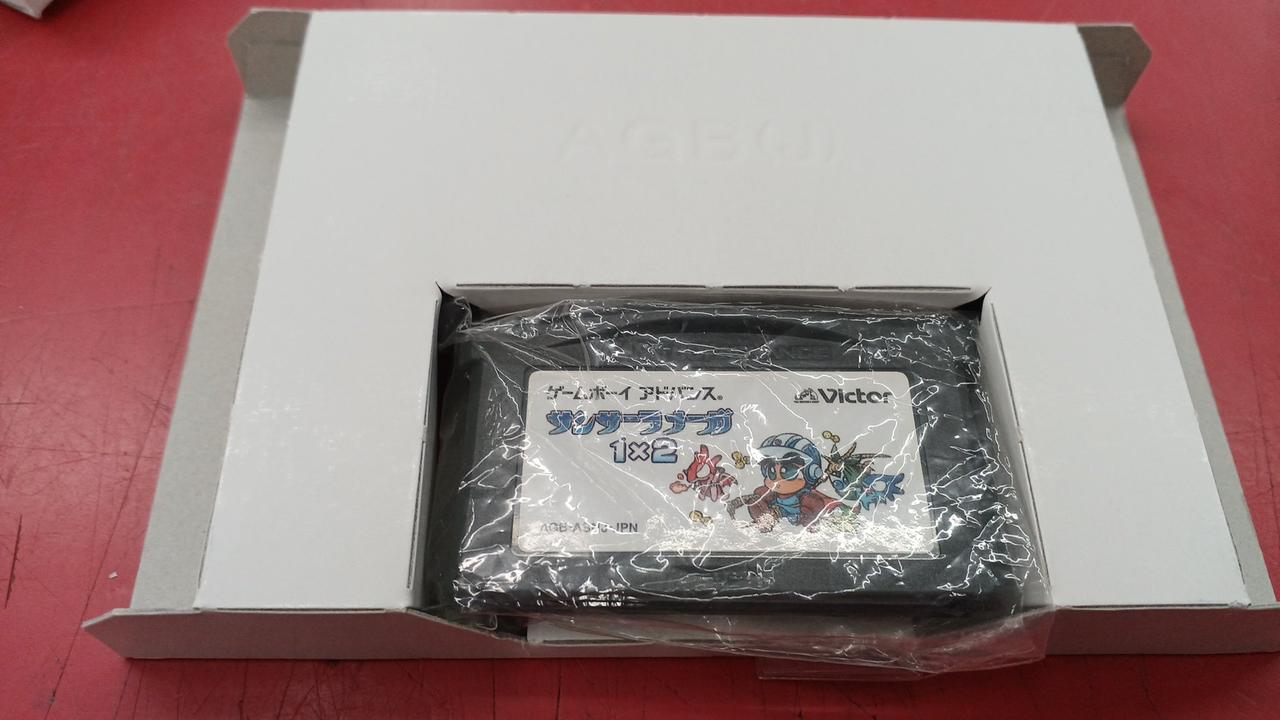 AGB(J)
ゲームボーイ アドバンス®
Victor
サンサーラナーガ
1×2